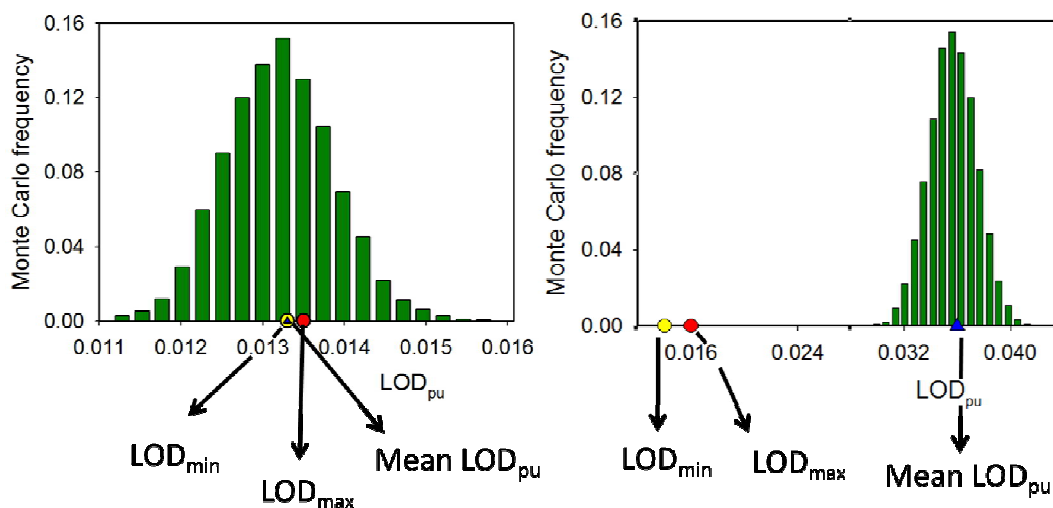 Monte Carlo frequency
0.16
0.12
0.08
0.04
0.00
0.011 0.012 0.013 0.014 0.015 0.016
LODpu
LODmin
LODmax
Mean LODpu
Monte Carlo frequency
0.16
0.12
0.08
0.04
0.00
0.016 0.024 0.032 0.040
LODpu
LODmin
LODmax
Mean LODpu